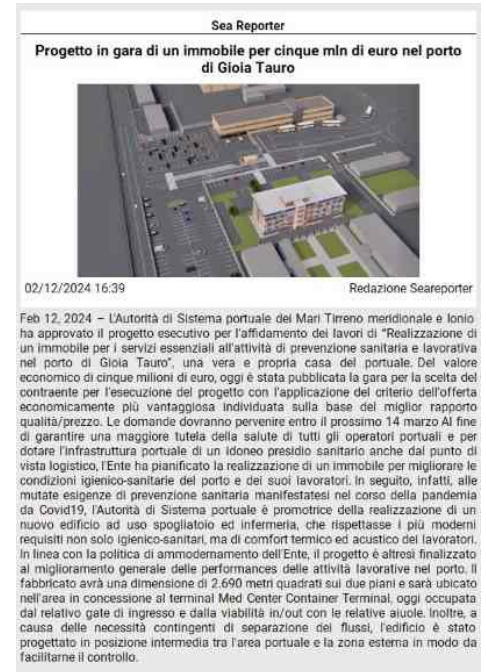 Sea Reporter
Progetto in gara di un immobile per cinque mln di euro nel porto
di Gioia Tauro
02/12/2024 16:39
Redazione Seareporter
Feb 12, 2024 – L'Autorità di Sistema portuale dei Mari Tirreno meridionale e Ionio
ha approvato il progetto esecutivo per l'affidamento dei lavori di "Realizzazione di
un immobile per i servizi essenziali all'attività di prevenzione sanitaria e lavorativa
nel porto di Gioia Tauro", una vera e propria casa del portuale. Del valore
economico di cinque milioni di euro, oggi è stata pubblicata la gara per la scelta del
contraente per l'esecuzione del progetto con l'applicazione del criterio dell'offerta
economicamente più vantaggiosa individuata sulla base del miglior rapporto
qualità/prezzo. Le domande dovranno pervenire entro il prossimo 14 marzo Al fine
di garantire una maggiore tutela della salute di tutti gli operatori portuali e per
dotare l'infrastruttura portuale di un idoneo presidio sanitario anche dal punto di
vista logistico, l'Ente ha pianificato la realizzazione di un immobile per migliorare le
condizioni igienico-sanitarie del porto e dei suoi lavoratori. In seguito, infatti, alle
mutate esigenze di prevenzione sanitaria manifestatesi nel corso della pandemia
da Covid19, l'Autorità di Sistema portuale è promotrice della realizzazione di un
nuovo edificio ad uso spogliatoio ed infermeria, che rispettasse i più moderni
requisiti non solo igienico-sanitari, ma di comfort termico ed acustico dei lavoratori.
In linea con la politica di ammodernamento dell'Ente, il progetto è altresì finalizzato
al miglioramento generale delle performances delle attività lavorative nel porto. Il
fabbricato avrà una dimensione di 2.690 metri quadrati sui due piani e sarà ubicato
nell'area in concessione al terminal Med Center Container Terminal, oggi occupata
dal relativo gate di ingresso e dalla viabilità in/out con le relative aiuole. Inoltre, a
causa delle necessità contingenti di separazione dei flussi, l'edificio è stato
progettato in posizione intermedia tra l'area portuale e la zona esterna in modo da
facilitarne il controllo.